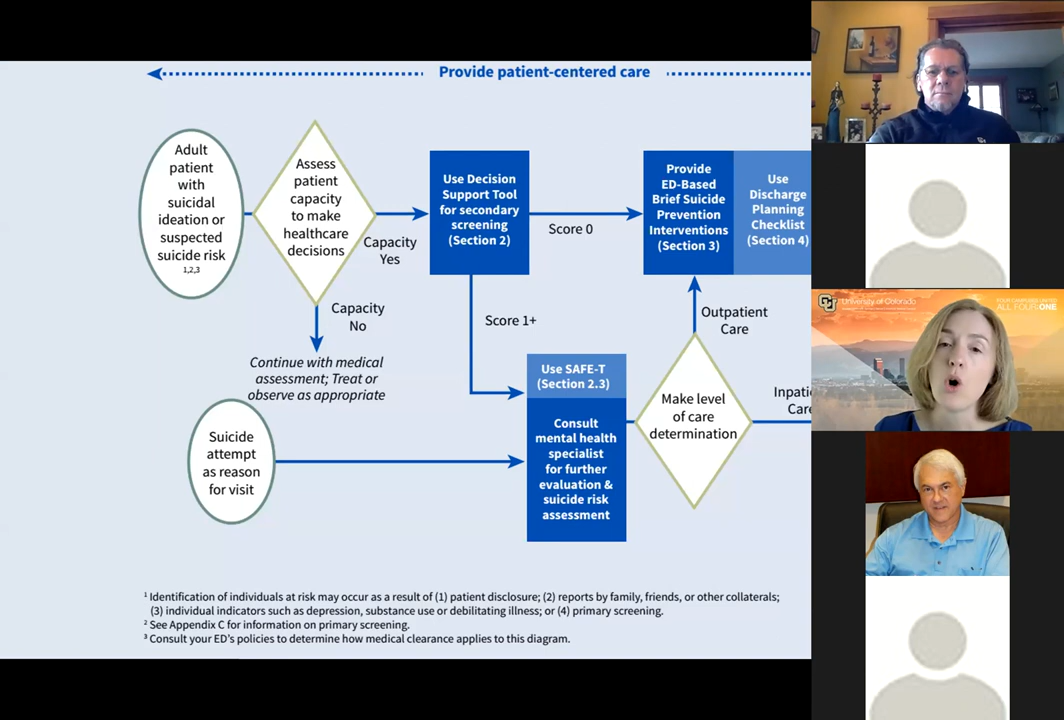 Provide patient-centered care
Adult
patient
with
suicidal
ideation or
suspected
suicide risk
1,2,3
Assess
patient
capacity
to make
healthcare
decisions
Capacity
Yes
Capacity
No
Continue with medical
assessment; Treat or
observe as appropriate
Use Decision
Support Tool
for secondary
screening
(Section 2)
Score 0
Score 1+
Provide
ED-Based
Brief Suicide
Prevention
Interventions
(Section 3)
Use
Discharge
Planning
Checklist
(Section 4)
Outpatient
Care
Suicide
attempt
as reason
for visit
Use SAFE-T
(Section 2.3)
Consult
mental health
specialist
for further
evaluation &
suicide risk
assessment
Make level
of care
determination
Inpati
Care
1 Identification of individuals at risk may occur as a result of (1) patient disclosure; (2) reports by family, friends, or other collaterals;
(3) individual indicators such as depression, substance use or debilitating illness; or (4) primary screening.
2 See Appendix C for information on primary screening.
3 Consult your ED's policies to determine how medical clearance applies to this diagram.
University of Colorado
FOUR CAMPUSES UNITED
ALL FOUR:ONE